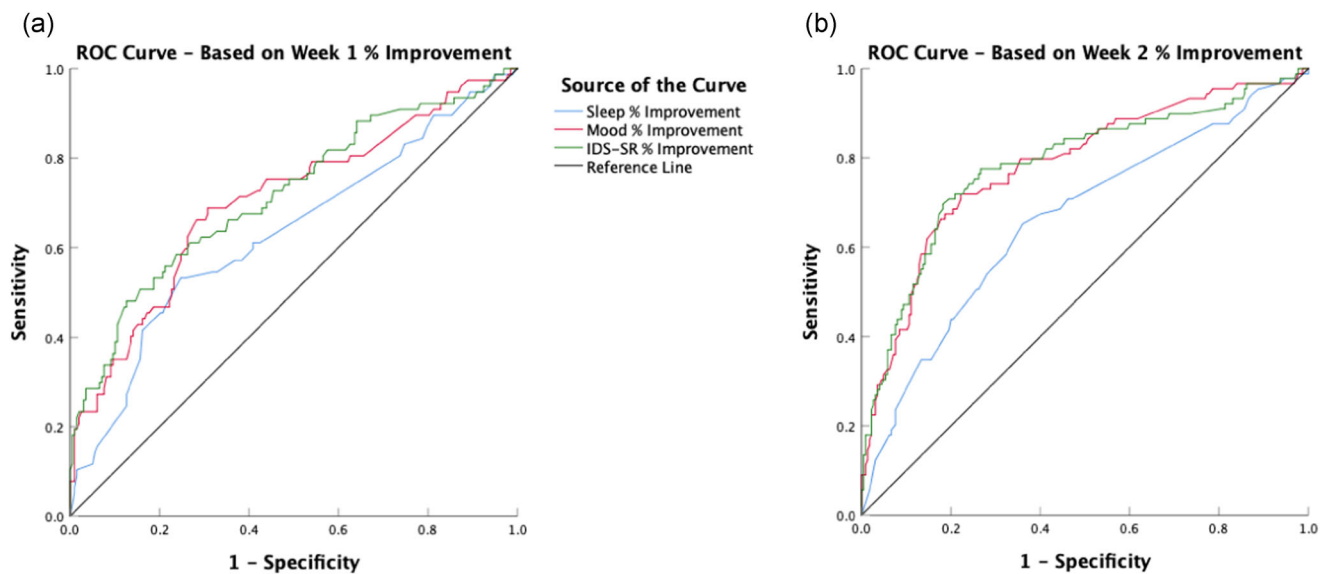 (a)
ROC Curve – Based on Week 1 % Improvement
1.0
0.8
0.6
0.4
0.2
0.0
Sensitivity
0.0 0.2 0.4 0.6 0.8 1.0
1 – Specificity
Source of the Curve
Sleep % Improvement
Mood % Improvement
IDS-SR % Improvement
Reference Line
(b)
ROC Curve – Based on Week 2 % Improvement
1.0
0.8
0.6
0.4
0.2
0.0
Sensitivity
0.0 0.2 0.4 0.6 0.8 1.0
1 – Specificity